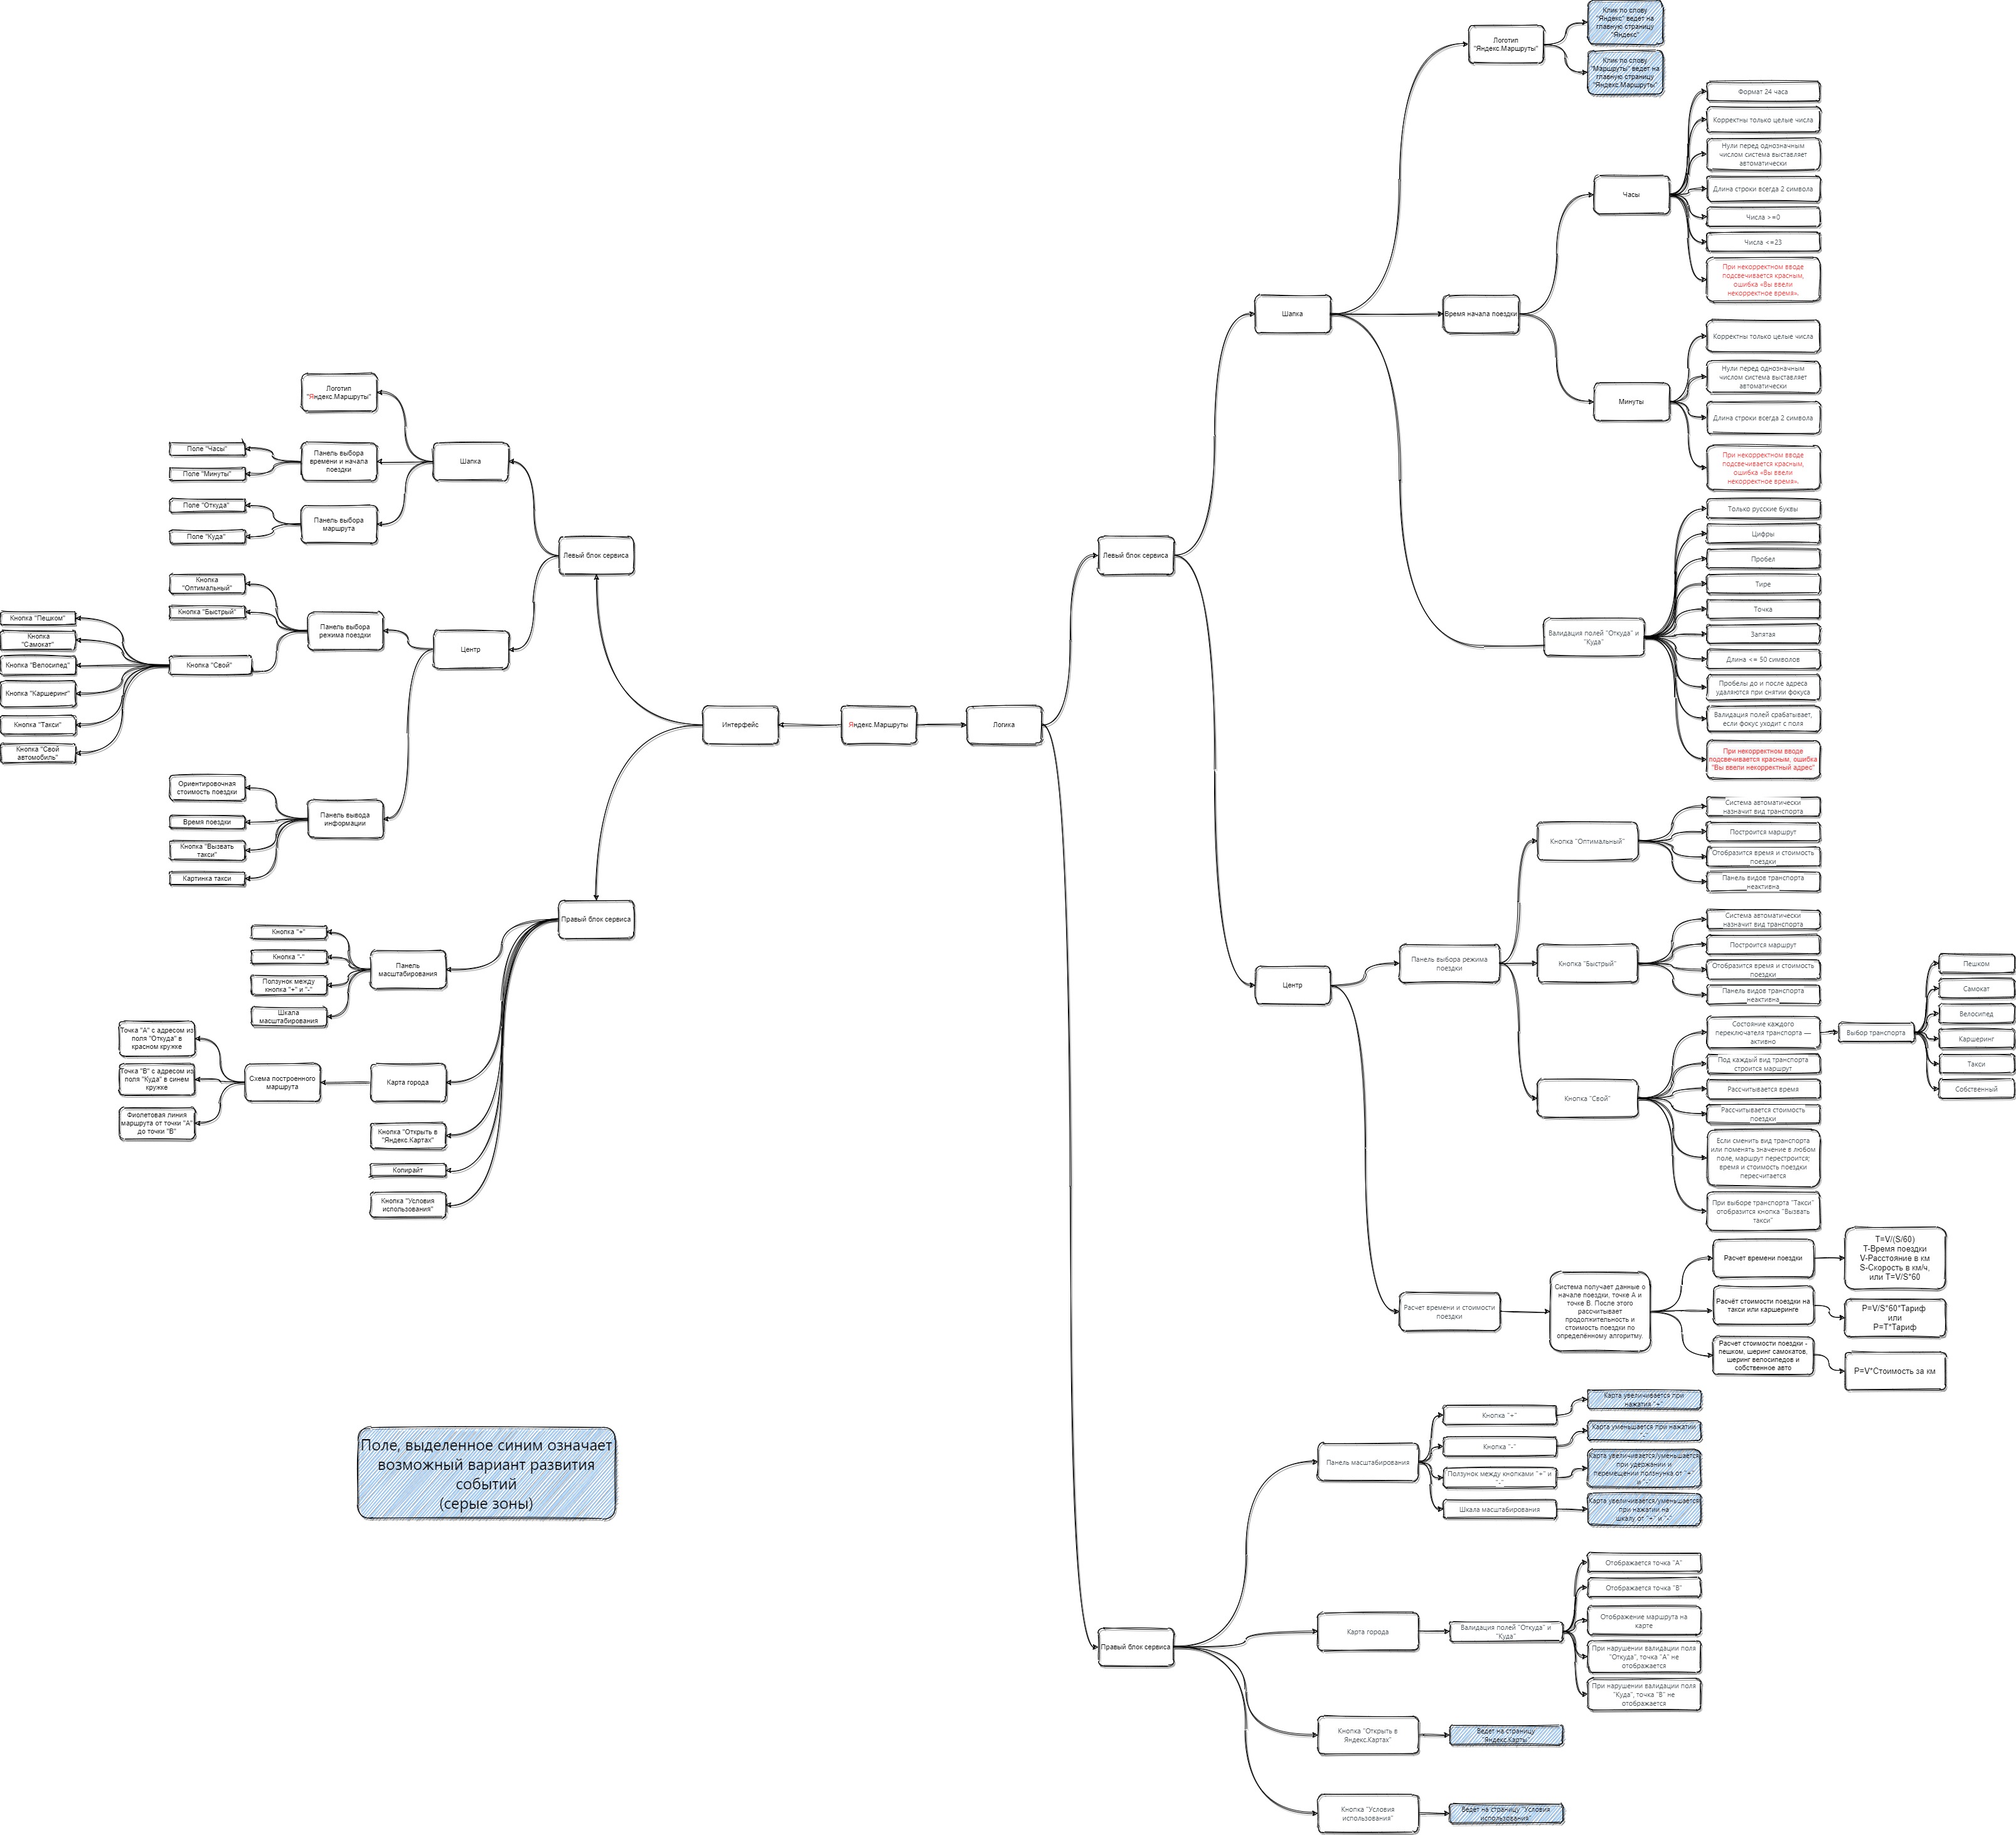 Яндекс.Маршруты
Интерфейс
Левый блок сервиса
Шапка
Логотип
"Яндекс.Маршруты"
Панель выбора
времени и начала
поездки
Поле "Часы"
Поле "Минуты"
Панель выбора
маршрута
Поле "Откуда"
Поле "Куда"
Центр
Панель выбора
режима поездки
Кнопка
"Оптимальный"
Кнопка "Быстрый"
Кнопка "Свой"
Кнопка "Пешком"
Кнопка
"Самокат"
Кнопка "Велосипед"
Кнопка "Каршеринг"
Кнопка "Такси"
Кнопка "Свой
автомобиль"
Панель вывода
информации
Ориентировочная
стоимость поездки
Время поездки
Кнопка "Вызвать
такси"
Картинка такси
Правый блок сервиса
Панель
масштабирования
Кнопка "+"
Кнопка "-"
Ползунок между
кнопка "+" и "-"
Шкала
масштабирования
Карта города
Схема построенного
маршрута
Точка "А" с адресом из
поля "Откуда" в
красном кружке
Точка "В" с адресом из
поля "Куда" в синем
кружке
Фиолетовая линия
маршрута от точки "А"
до точки "В"
Кнопка "Открыть в
"Яндекс.Картах"
Копирайт
Кнопка "Условия
использования"
Поле, выделенное синим означает
возможный вариант развития
событий
(серые зоны)
Логика
Левый блок сервиса
Шапка
Логотип
"Яндекс.Маршруты"
Клик по слову
"Яндекс" ведет на
главную страницу
"Яндекс"
Клик по слову
"Маршруты" ведет на
главную страницу
"Яндекс.Маршруты"
Время начала поездки
Часы
Формат 24 часа
Корректны только целые числа
Нули перед однозначным
числом система выставляет
автоматически
Длина строки всегда 2 символа
Числа >=0
Числа <=23
При некорректном вводе
подсвечивается красным,
ошибка «Вы ввели
некорректное время».
Минуты
Корректны только целые числа
Нули перед однозначным
числом система выставляет
автоматически
Длина строки всегда 2 символа
При некорректном вводе
подсвечивается красным,
ошибка «Вы ввели
некорректное время».
Валидация полей "Откуда" и
"Куда"
Только русские буквы
Цифры
Пробел
Тире
Точка
Запятая
Длина <= 50 символов
Пробелы до и после адреса
удаляются при снятии фокуса
Валидация полей срабатывает,
если фокус уходит с поля
При некорректном вводе
подсвечивается красным, ошибка
"Вы ввели некорректный адрес"
Центр
Панель выбора режима
поездки
Кнопка "Оптимальный"
Система автоматически
назначит вид транспорта
Построится маршрут
Отобразится время и стоимость
поездки
Панель видов транспорта
неактивна
Кнопка "Быстрый"
Система автоматически
назначит вид транспорта
Построится маршрут
Отобразится время и стоимость
поездки
Панель видов транспорта
неактивна
Кнопка "Свой"
Состояние каждого
переключателя транспорта —
активно
Выбор транспорта
Пешком
Самокат
Велосипед
Каршеринг
Такси
Собственный
Под каждый вид транспорта
строится маршрут
Рассчитывается время
Рассчитывается стоимость
поездки
Если сменить вид транспорта
или поменять значение в любом
поле, маршрут перестроится;
время и стоимость поездки
пересчитается
При выборе транспорта "Такси"
отобразится кнопка "Вызвать
такси"
Расчет времени и стоимости
поездки
Система получает данные о
начале поездки, точке А и
точке В. После этого
рассчитывает
продолжительность и
стоимость поездки по
определённому алгоритму.
Расчет времени поездки
T=V/(S/60)
T-Время поездки
V-Расстояние в км
S-Скорость в км/ч,
или T=V/S*60
Расчёт стоимости поездки на
такси или каршеринге
P=V/S*60*Тариф
или
P=T*Тариф
Расчет стоимости поездки -
пешком, шеринг самокатов,
шеринг велосипедов и
собственное авто
P=V*Стоимость за км
Правый блок сервиса
Панель масштабирования
Кнопка "+"
Карта увеличивается при
нажатия "+"
Кнопка "-"
Карта уменьшается при нажатии
"-"
Ползунок между кнопками "+" и
"-"
Карта увеличивается/уменьшается
при удержании и
перемещении ползнунка от "+"
и "-"
Шкала масштабирования
Карта увеличивается/уменьшается
при нажатии на
шкалу от "+" и "-"
Карта города
Валидация полей "Откуда" и
"Куда"
Отображается точка "А"
Отображается точка "В"
Отображение маршрута на
карте
При нарушении валидации поля
"Откуда", точка "А" не
отображается
При нарушении валидации поля
"Куда", точка "В" не
отображается
Кнопка "Открыть в
Яндекс.Картах"
Ведет на страницу
"Яндекс.Карты"
Кнопка "Условия
использования"
Ведет на страницу "Условия
использования"